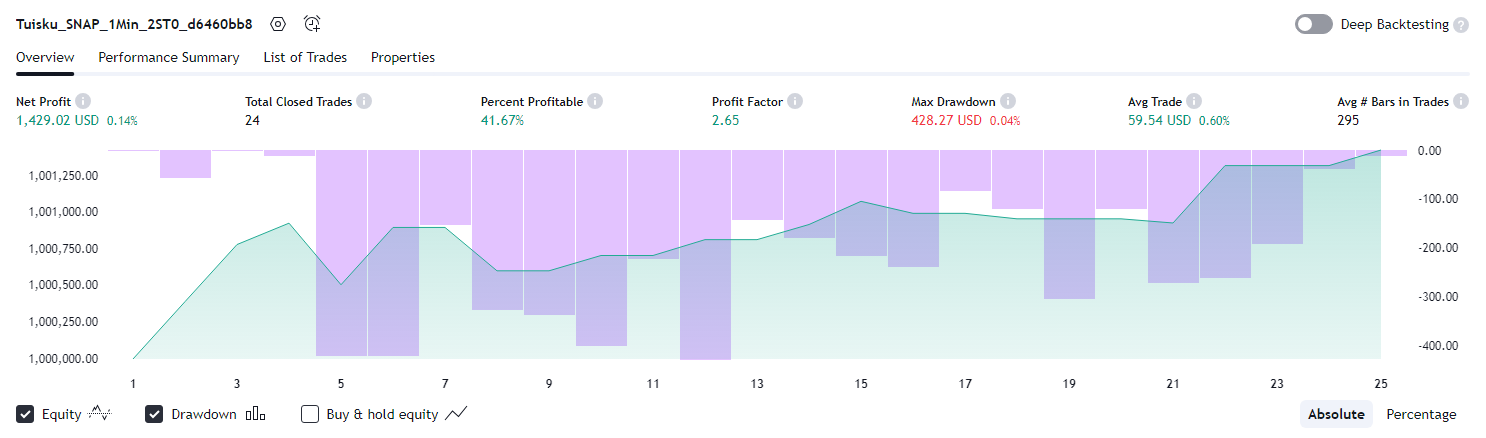 Tuisku_SNAP_1Min_2ST0_d6460bb8 Deep Backtesting ?
Overview Performance Summary List of Trades Properties
Net Profit i Total Closed Trades i Percent Profitable i Profit Factor i Max Drawdown i Avg Trade i Avg # Bars in Trades i
1,429.02 USD 0.14% 24 41.67% 2.65 428.27 USD 0.04% 59.54 USD 0.60% 295
0.00
1,001,250.00
-100.00
1,001,000.00
1,000,750.00 -200.00
1,000,500.00
-300.00
1,000,250.00
-400.00
1,000,000.00
1 3 5 7 9 11 13 15 17 19 21 23 25
Equity Drawdown Buy & hold equity Absolute Percentage